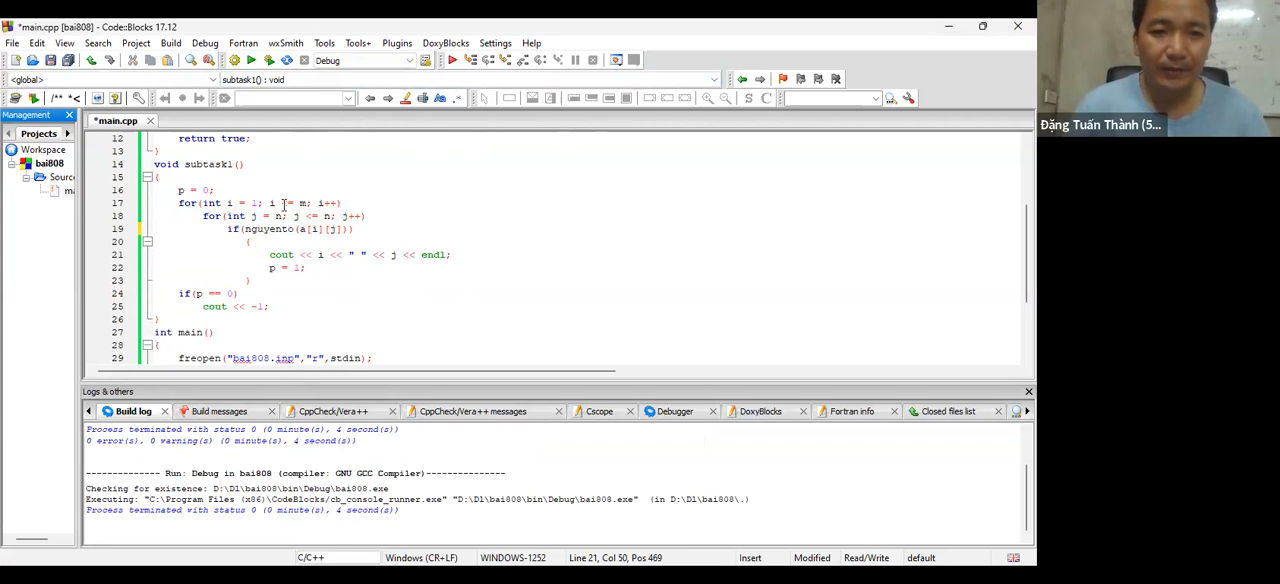 *main.cpp [bai808] - Code::Blocks 17.12
File Edit View Search Project Build Debug Fortran wxSmith Tools Tools+ Plugins DoxyBlocks Settings Help
Debug
<global> subtask1() : void
/** *< S C
Management
Projects
Workspace
bai808
Sourc
ma
*main.cpp
12 return true;
13 }
14 void subtask1()
15 {
16 p = 0;
17 for(int i = 1; i <= m; i++)
18 for(int j = n; j <= n; j++)
19 if(nguyento(a[i][j]))
20 {
21 cout << i << " " << j << endl;
22 p = 1;
23 }
24 if(p == 0)
25 cout << -1;
26 }
27 int main()
28 {
29 freopen("bai808.inp","r",stdin);
Logs & others
Build log Build messages CppCheck/Vera++ CppCheck/Vera++ messages Cscope Debugger DoxyBlocks Fortran info Closed files list
Process terminated with status 0 (0 minute(s), 4 second(s))
0 error(s), 0 warning(s) (0 minute(s), 4 second(s))
-------------- Run: Debug in bai808 (compiler: GNU GCC Compiler)---------------
Checking for existence: D:\D1\bai808\bin\Debug\bai808.exe
Executing: "C:\Program Files (x86)\CodeBlocks/cb_console_runner.exe" "D:\D1\bai808\bin\Debug\bai808.exe" (in D:\D1\bai808\.)
Process terminated with status 0 (0 minute(s), 4 second(s))
C/C++ Windows (CR+LF) WINDOWS-1252 Line 21, Col 50, Pos 469 Insert Modified Read/Write default
Đặng Tuấn Thành (5...